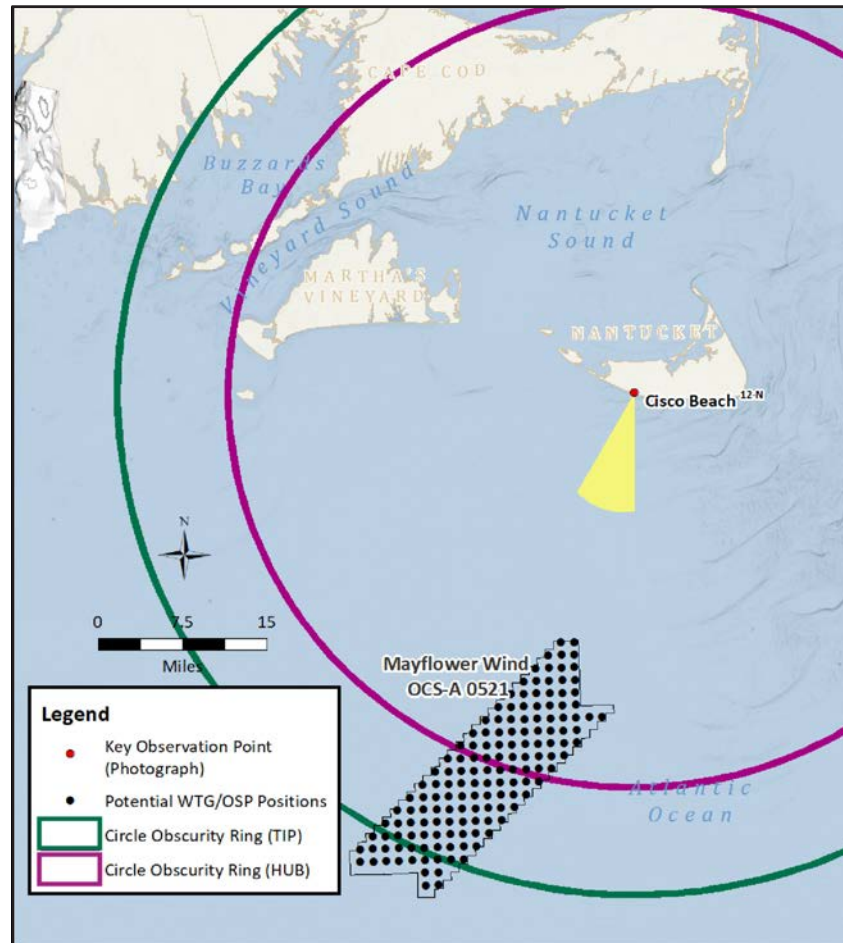 CAPE COD
Buzzards
Bay
Vineyard Sound
Nantucket
Sound
MARTHA'S
VINEYARD
NANTUCKET
Cisco Beach 12-N
N
0 7.5 15
Miles
Mayflower Wind
OCS-A 0521
Atlantic
Ocean
Legend
Key Observation Point
(Photograph)
Potential WTG/OSP Positions
Circle Obscurity Ring (TIP)
Circle Obscurity Ring (HUB)